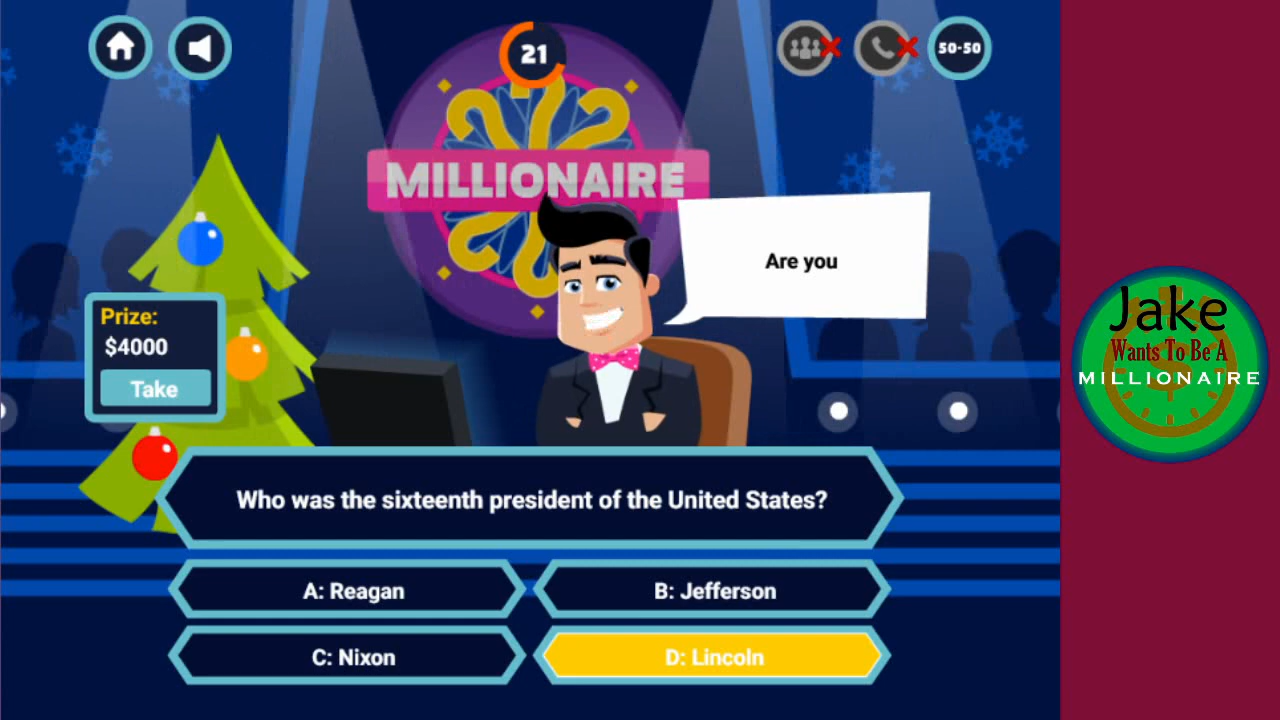 21
50-50
MILLIONAIRE
Are you
Prize:
$4000
Take
Who was the sixteenth president of the United States?
A: Reagan
B: Jefferson
C: Nixon
D: Lincoln
Jake
Wants To Be A
MILLIONAIRE